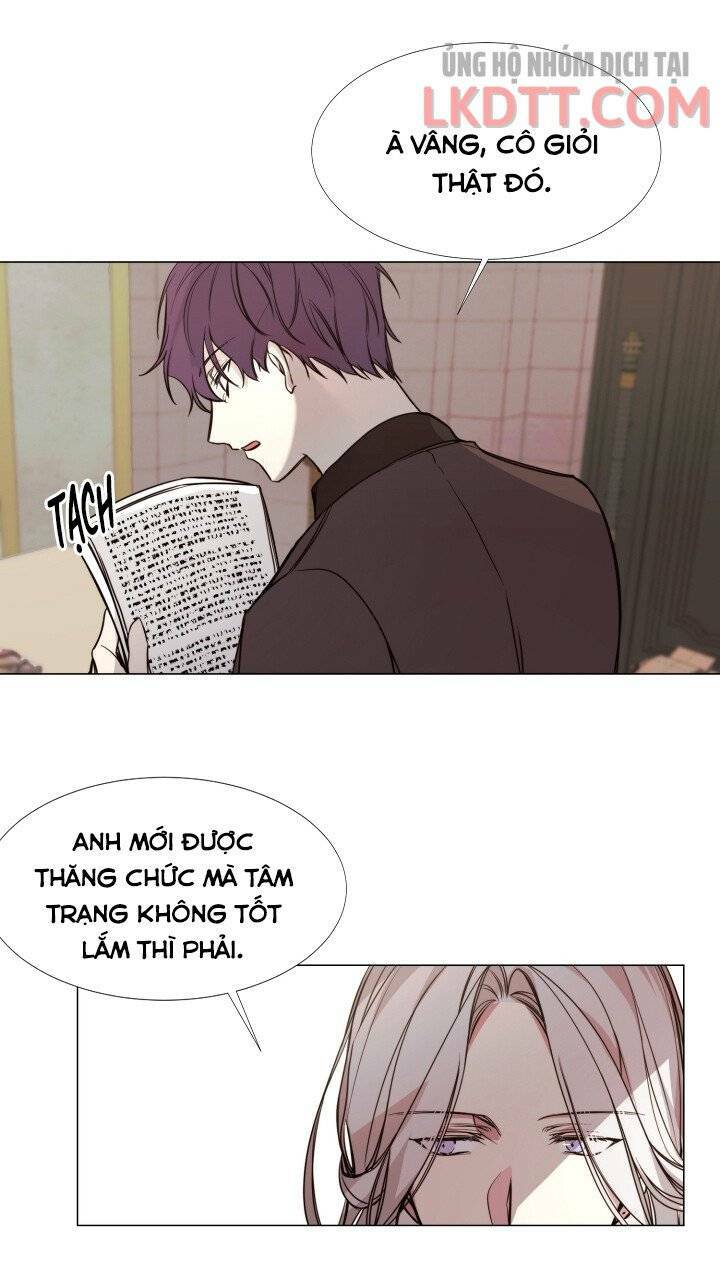 ỦNG HỘ NHÓM DỊCH TẠI
LKDTT.COM
À VÂNG, CÔ GIỎI
THẬT ĐÓ.
TẠCH
ANH MỚI ĐƯỢC
THĂNG CHỨC MÀ TÂM
TRẠNG KHÔNG TỐT
LẮM THÌ PHẢI.